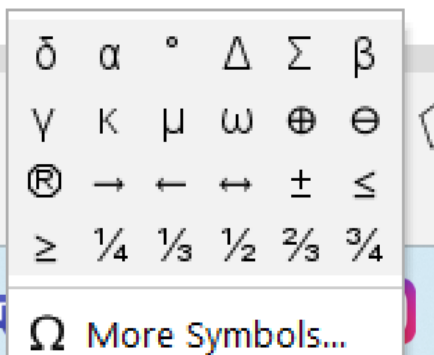 δ α ° Δ Σ β
γ κ μ ω ⊕ ⊖
® → ← ↔ ± ≤
≥ ¼ ⅓ ½ ⅔ ¾
Ω More Symbols...